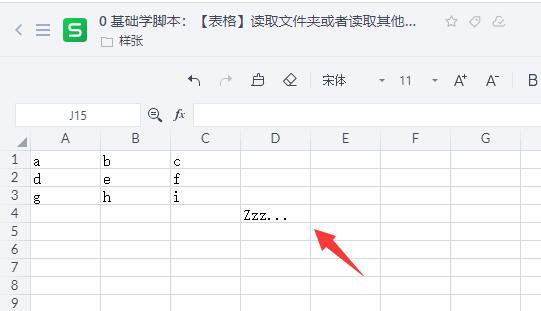 0 基础学脚本：【表格】读取文件夹或者读取其他...
样张
宋体 11 A+ A- B
J15 fx
A B C D E F G
1 a b c
2 d e f
3 g h i
4 Zzz...
5
6
7
8
9